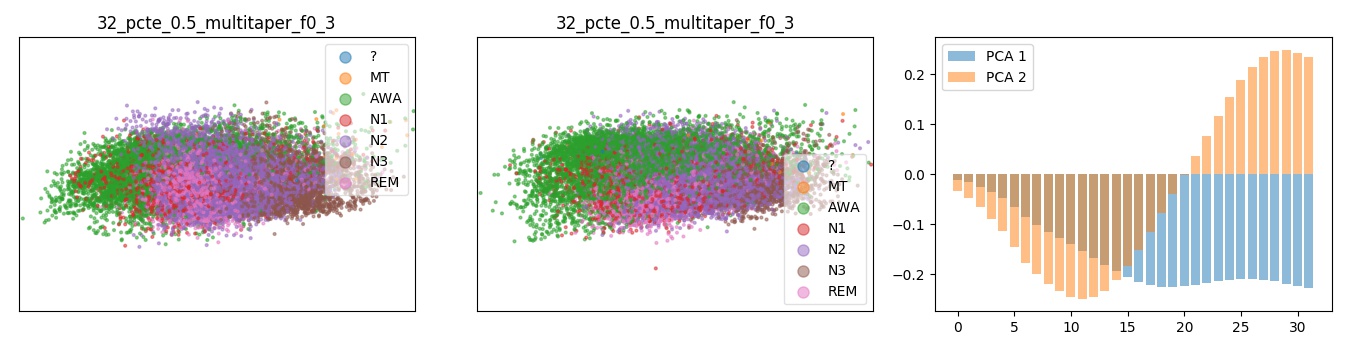 32_pcte_0.5_multitaper_f0_3
?
MT
AWA
N1
N2
N3
REM
32_pcte_0.5_multitaper_f0_3
?
MT
AWA
N1
N2
N3
REM
PCA 1
PCA 2
0.2
0.1
0.0
−0.1
−0.2
0 5 10 15 20 25 30